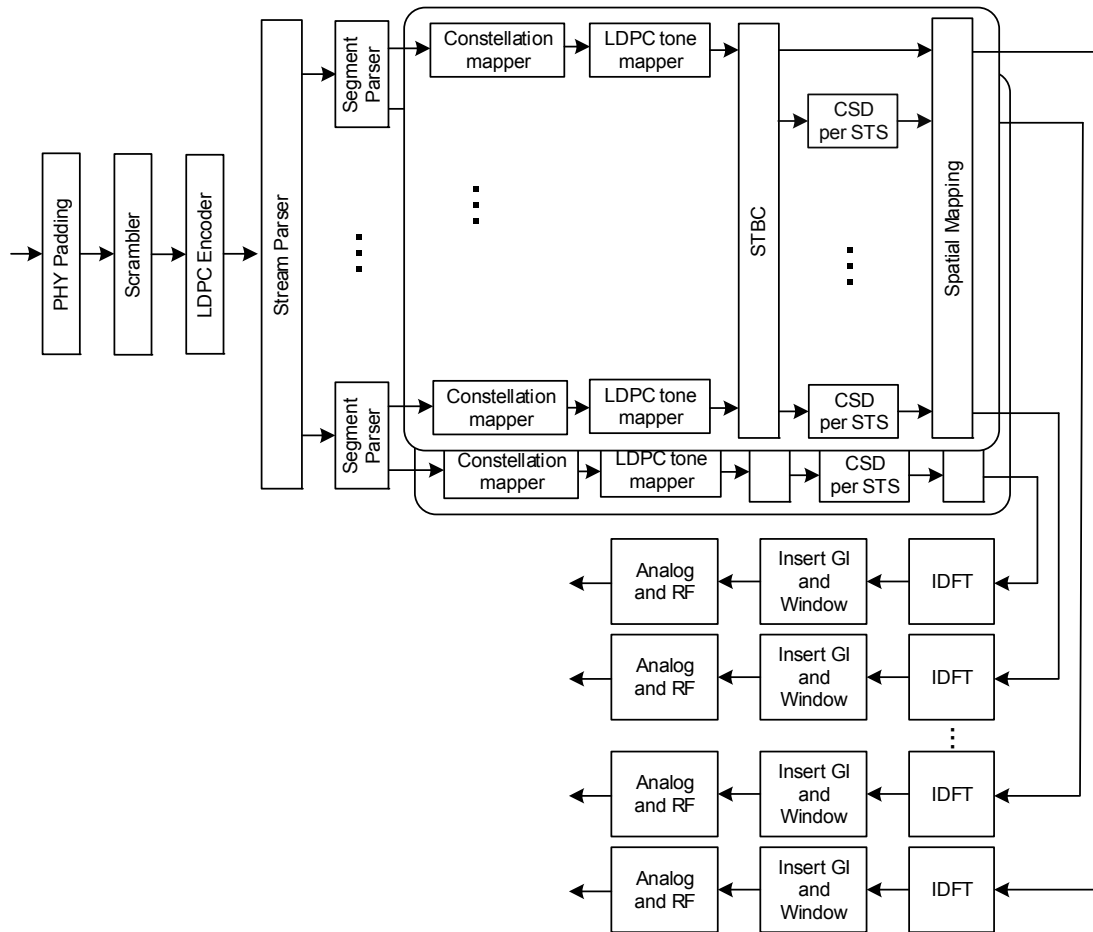 PHY Padding
Scrambler
LDPC Encoder
Stream Parser
Segment
Parser
Constellation
mapper
LDPC tone
mapper
STBC
CSD
per STS
Spatial Mapping
Segment
Parser
Constellation
mapper
LDPC tone
mapper
CSD
per STS
Constellation
mapper
LDPC tone
mapper
CSD
per STS
Analog
and RF
Insert GI
and
Window
IDFT
Analog
and RF
Insert GI
and
Window
IDFT
Analog
and RF
Insert GI
and
Window
IDFT
Analog
and RF
Insert GI
and
Window
IDFT